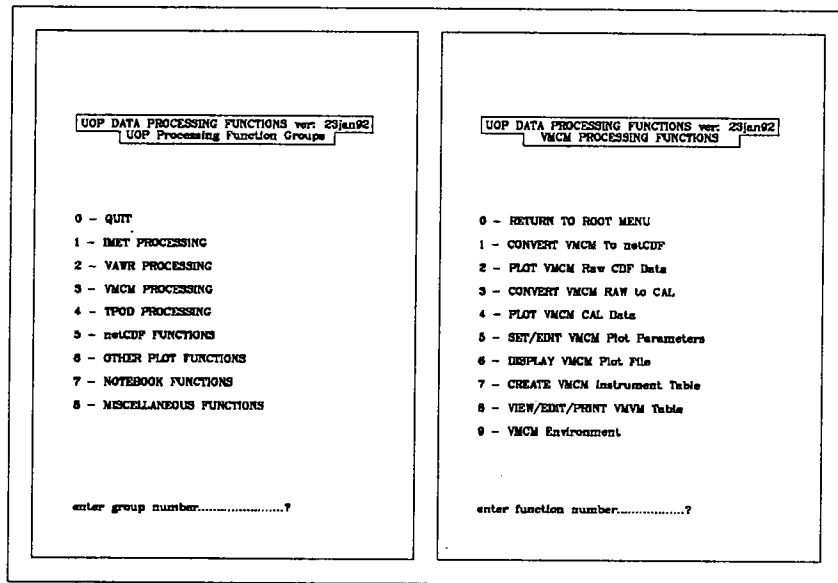 UOP DATA PROCESSING FUNCTIONS ver: 23jan92
UOP Processing Function Groups
0 - QUIT
1 - IMET PROCESSING
2 - VAWR PROCESSING
3 - VMCM PROCESSING
4 - TPOD PROCESSING
5 - netCDF FUNCTIONS
6 - OTHER PLOT FUNCTIONS
7 - NOTEBOOK FUNCTIONS
8 - MISCELLANEOUS FUNCTIONS
enter group number......................?
UOP DATA PROCESSING FUNCTIONS ver: 23jan92
VMCM PROCESSING FUNCTIONS
0 - RETURN TO ROOT MENU
1 - CONVERT VMCM To netCDF
2 - PLOT VMCM Raw CDF Data
3 - CONVERT VMCM RAW to CAL
4 - PLOT VMCM CAL Data
5 - SET/EDIT VMCM Plot Parameters
6 - DISPLAY VMCM Plot File
7 - CREATE VMCM Instrument Table
8 - VIEW/EDIT/PRINT VMVM Table
9 - VMCM Environment
enter function number.................?